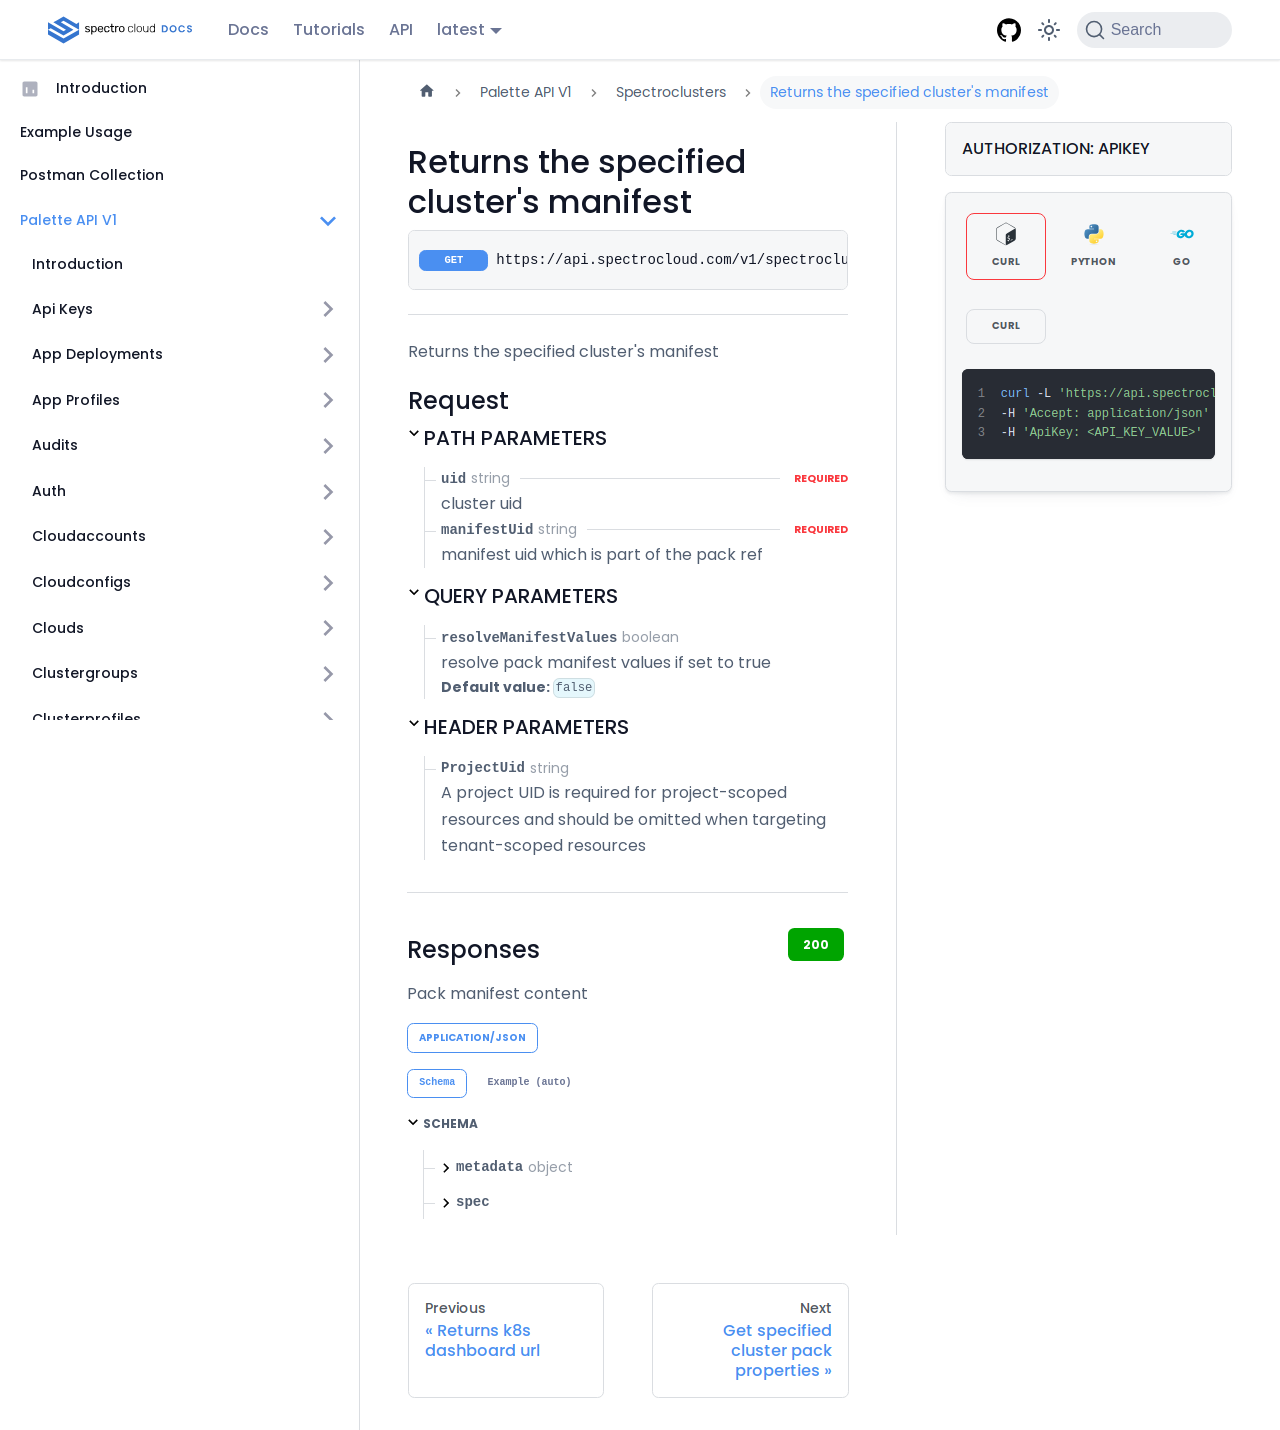 spectro cloud DOCS
Docs
Tutorials
API
latest
Search
Introduction
Example Usage
Postman Collection
Palette API V1
Introduction
Api Keys
App Deployments
App Profiles
Audits
Auth
Cloudaccounts
Cloudconfigs
Clouds
Clustergroups
Clusterprofiles
Palette API V1
Spectroclusters
Returns the specified cluster's manifest
Returns the specified
cluster's manifest
GET https://api.spectrocloud.com/v1/spectroclu
Returns the specified cluster's manifest
Request
PATH PARAMETERS
uid string REQUIRED
cluster uid
manifestUid string REQUIRED
manifest uid which is part of the pack ref
QUERY PARAMETERS
resolveManifestValues boolean
resolve pack manifest values if set to true
Default value: false
HEADER PARAMETERS
ProjectUid string
A project UID is required for project-scoped
resources and should be omitted when targeting
tenant-scoped resources
Responses
200
Pack manifest content
APPLICATION/JSON
Schema
Example (auto)
SCHEMA
metadata object
spec
Previous
« Returns k8s
dashboard url
Next
Get specified
cluster pack
properties »
AUTHORIZATION: APIKEY
CURL
PYTHON
GO
CURL
1 curl -L 'https://api.spectrocl
2 -H 'Accept: application/json'
3 -H 'ApiKey: <API_KEY_VALUE>'